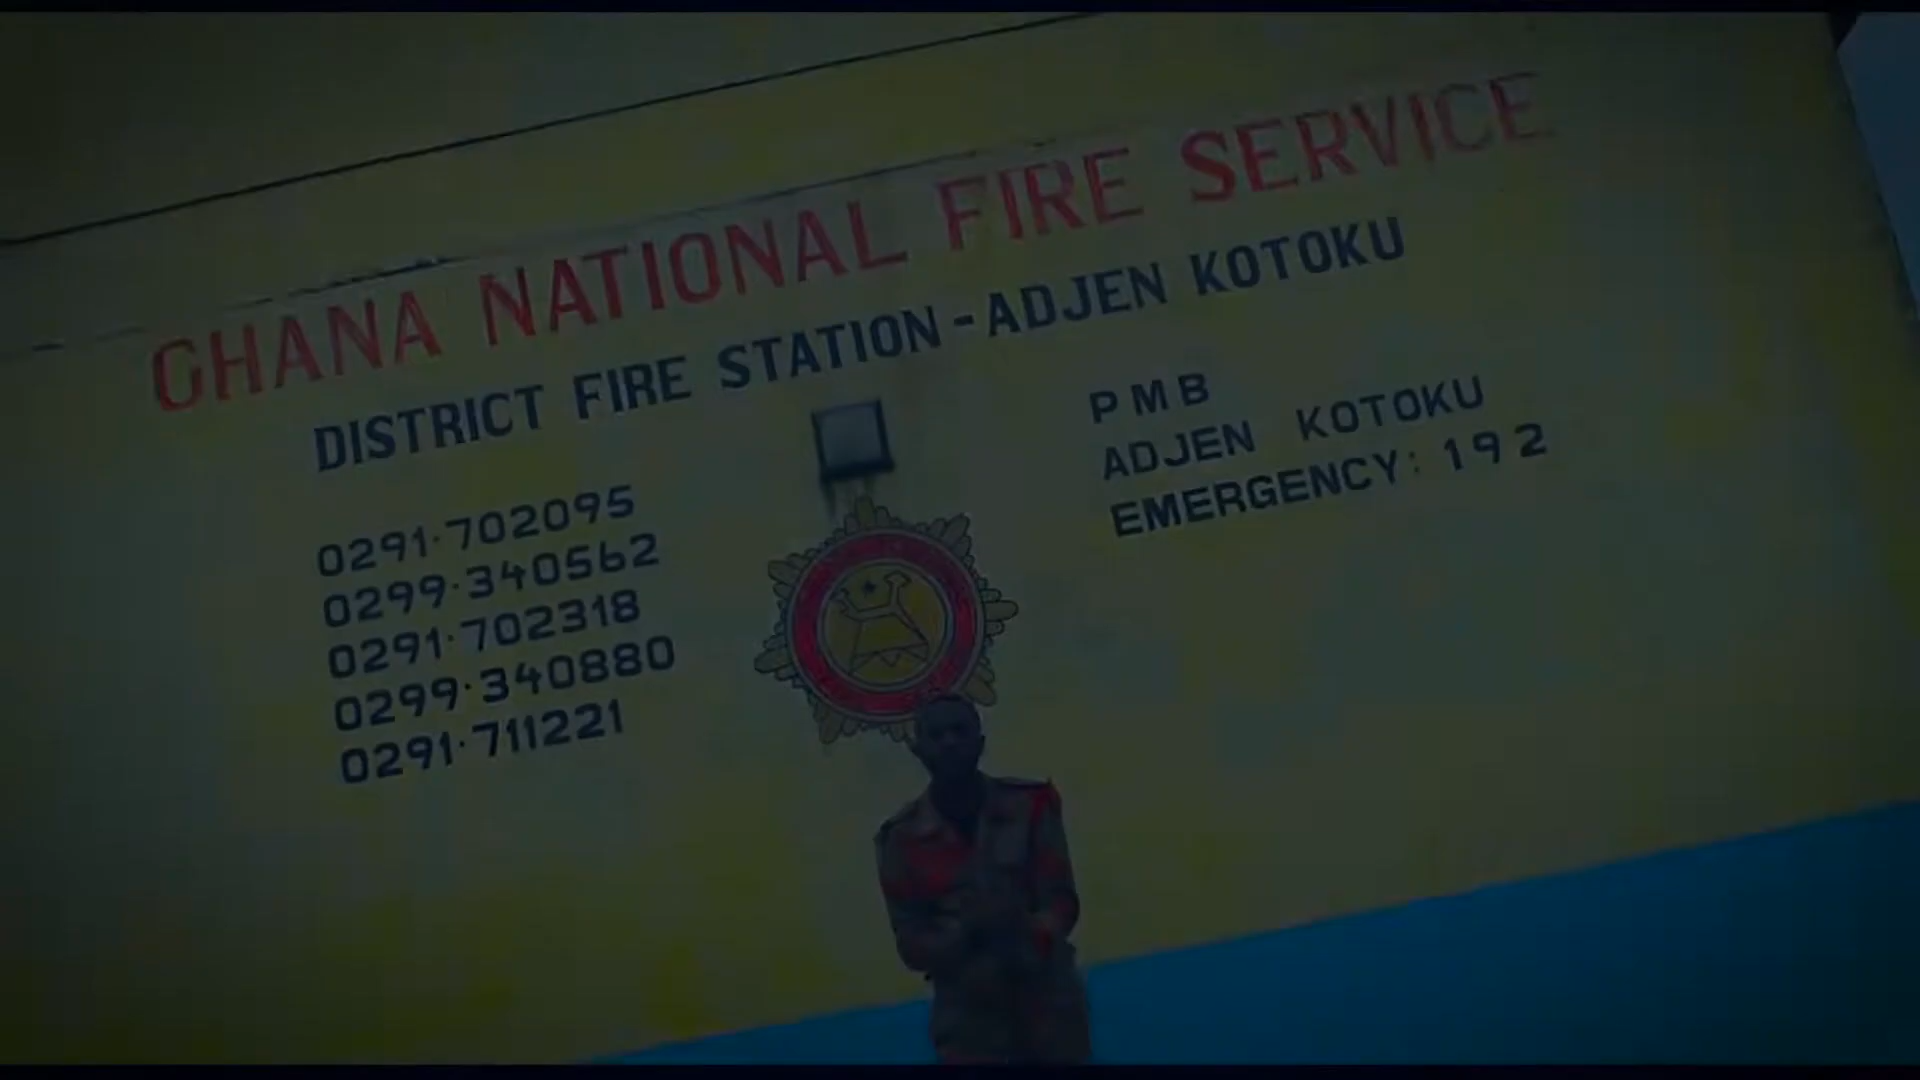 GHANA NATIONAL FIRE SERVICE
DISTRICT FIRE STATION-ADJEN KOTOKU
0291·702095
0299·340562
0291·702318
0299·340880
0291·711221
PMB
ADJEN KOTOKU
EMERGENCY: 192